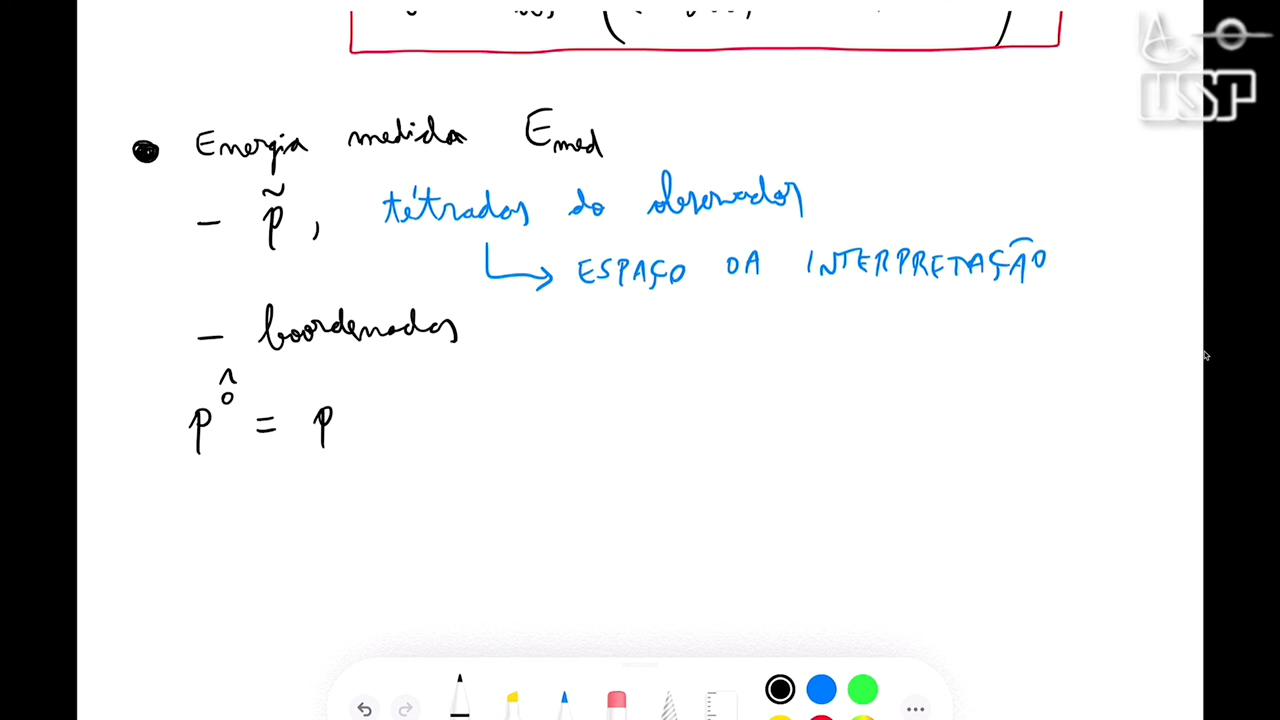 USP
• Energia medida E_med
- p̃, tétradas do observador
↳ ESPAÇO DA INTERPRETAÇÃO
- Coordenadas
p^0̂ = p